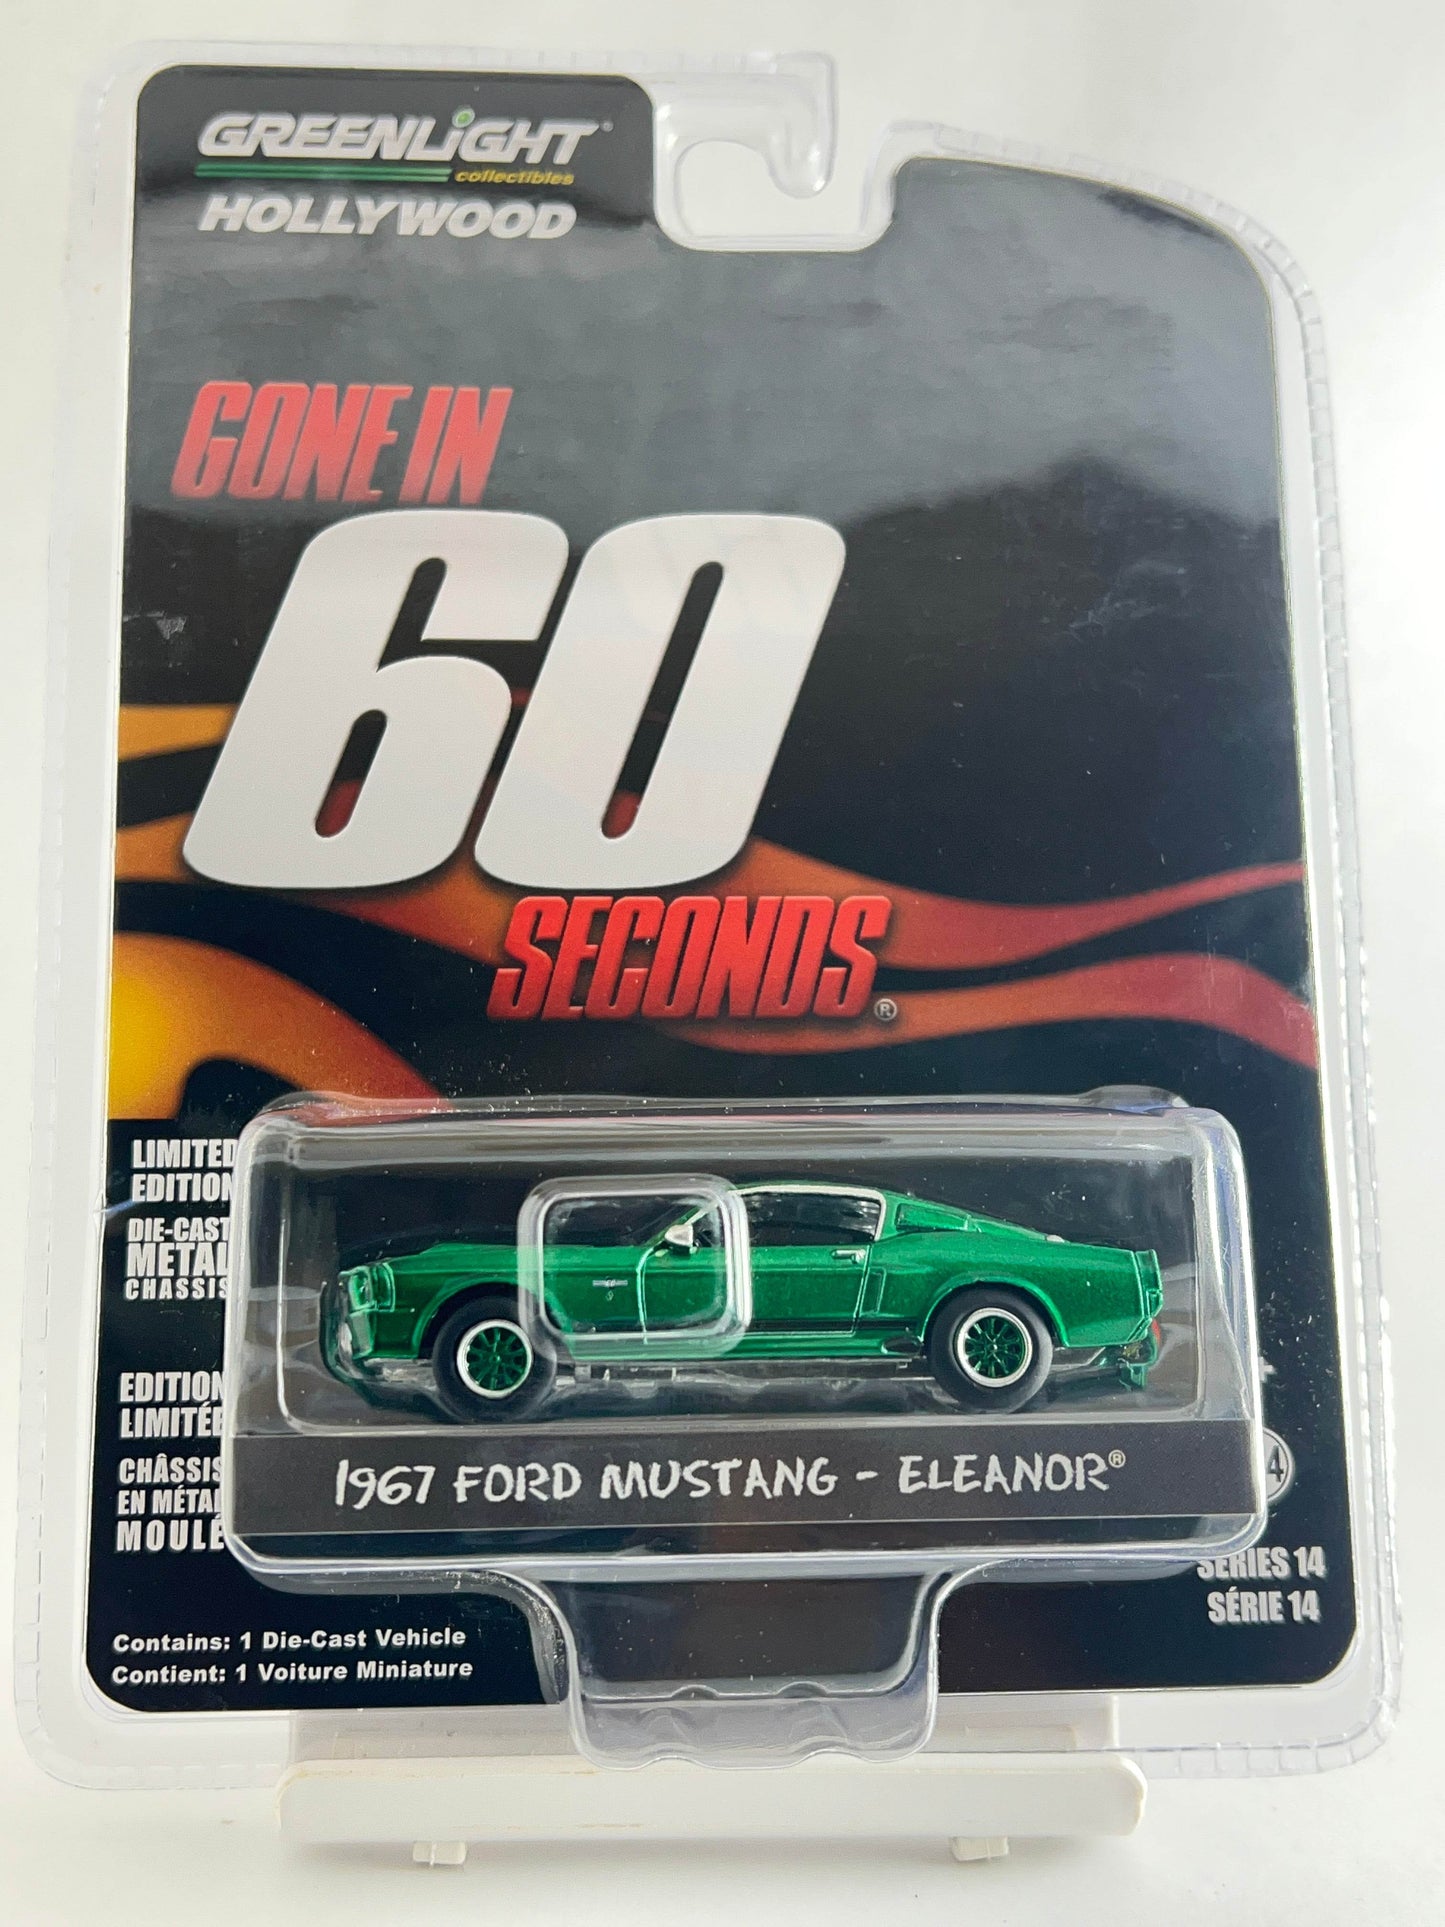 GREENLiGHT
collectibles
HOLLYWOOD
GONE IN
60
SECONDS®
LIMITED
EDITION
DIE-CAST
METAL
CHASSIS
EDITION
LIMITÉE
CHÂSSIS
EN MÉTAL
MOULÉ
1967 FORD MUSTANG - ELEANOR®
SERIES 14
SÉRIE 14
Contains: 1 Die-Cast Vehicle
Contient: 1 Voiture Miniature